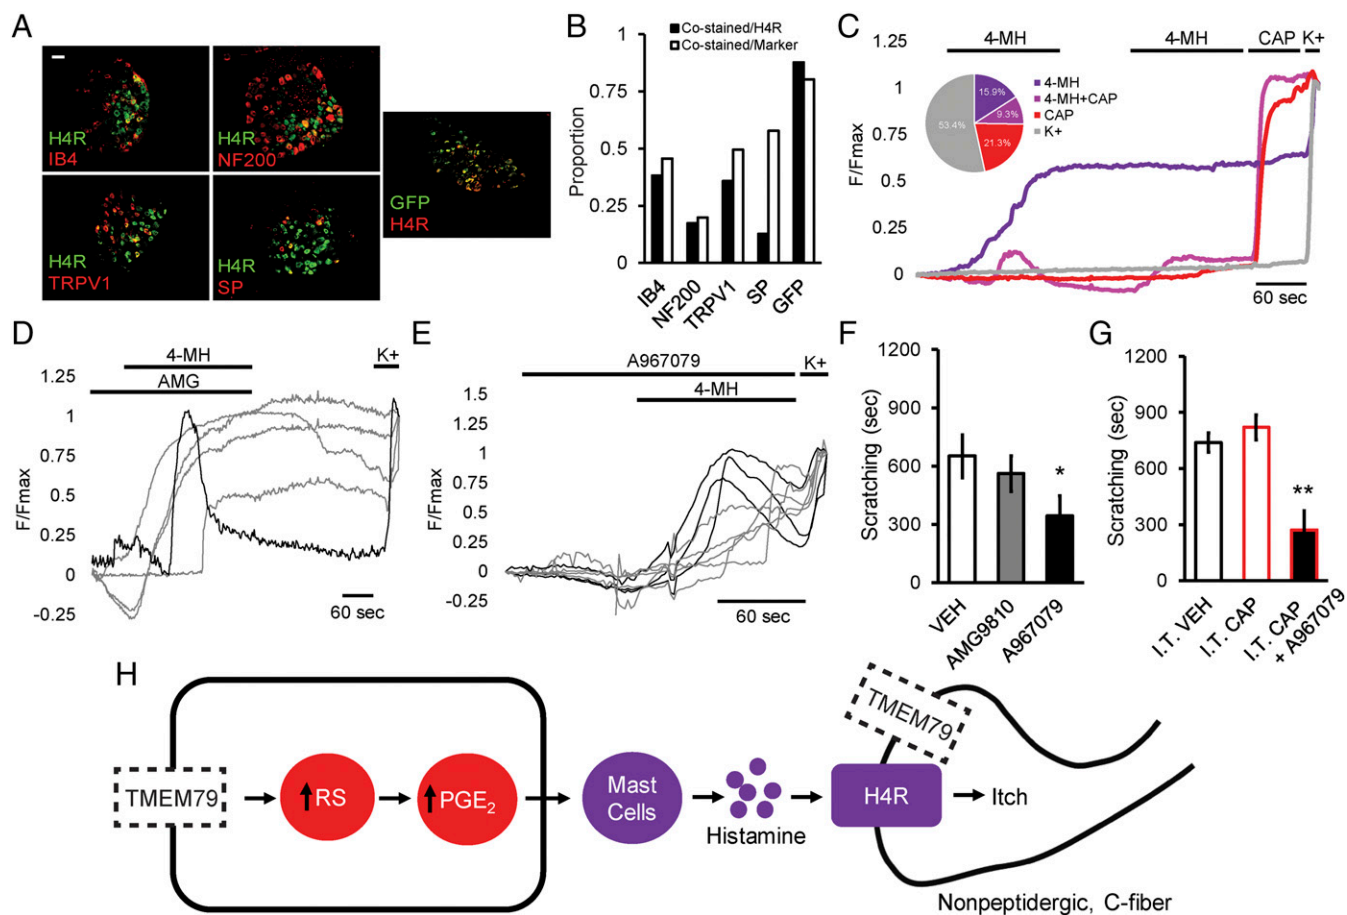 A
H4R
IB4
H4R
NF200
H4R
TRPV1
H4R
SP
GFP
H4R
B
Co-stained/H4R
Co-stained/Marker
Proportion
1
0.75
0.5
0.25
0
IB4
NF200
TRPV1
SP
GFP
C
1.25
1
0.75
0.5
0.25
0
F/Fmax
4-MH
4-MH
CAP
K+
15.9%
9.3%
21.3%
53.4%
4-MH
4-MH+CAP
CAP
K+
60 sec
D
4-MH
K+
AMG
1.25
1
0.75
0.5
0.25
0
-0.25
F/Fmax
60 sec
E
A967079
K+
4-MH
1.5
1.25
1
0.75
0.5
0.25
0
-0.25
F/Fmax
60 sec
F
1200
900
600
300
0
Scratching (sec)
*
VEH
AMG9810
A967079
G
1200
900
600
300
0
Scratching (sec)
**
I.T. VEH
I.T. CAP
I.T. CAP
+ A967079
H
TMEM79
RS
PGE2
Mast
Cells
Histamine
TMEM79
H4R
Itch
Nonpeptidergic, C-fiber